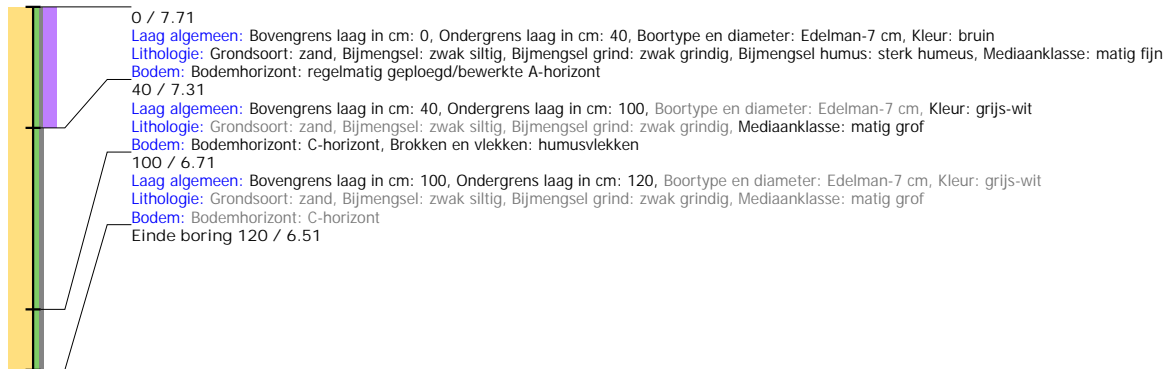 0 / 7.71
Laag algemeen: Bovengrens laag in cm: 0, Ondergrens laag in cm: 40, Boortype en diameter: Edelman-7 cm, Kleur: bruin
Lithologie: Grondsoort: zand, Bijmengsel: zwak siltig, Bijmengsel grind: zwak grindig, Bijmengsel humus: sterk humeus, Mediaanklasse: matig fijn
Bodem: Bodemhorizont: regelmatig geploegd/bewerkte A-horizont
40 / 7.31
Laag algemeen: Bovengrens laag in cm: 40, Ondergrens laag in cm: 100, Boortype en diameter: Edelman-7 cm, Kleur: grijs-wit
Lithologie: Grondsoort: zand, Bijmengsel: zwak siltig, Bijmengsel grind: zwak grindig, Mediaanklasse: matig grof
Bodem: Bodemhorizont: C-horizont, Brokken en vlekken: humusvlekken
100 / 6.71
Laag algemeen: Bovengrens laag in cm: 100, Ondergrens laag in cm: 120, Boortype en diameter: Edelman-7 cm, Kleur: grijs-wit
Lithologie: Grondsoort: zand, Bijmengsel: zwak siltig, Bijmengsel grind: zwak grindig, Mediaanklasse: matig grof
Bodem: Bodemhorizont: C-horizont
Einde boring 120 / 6.51